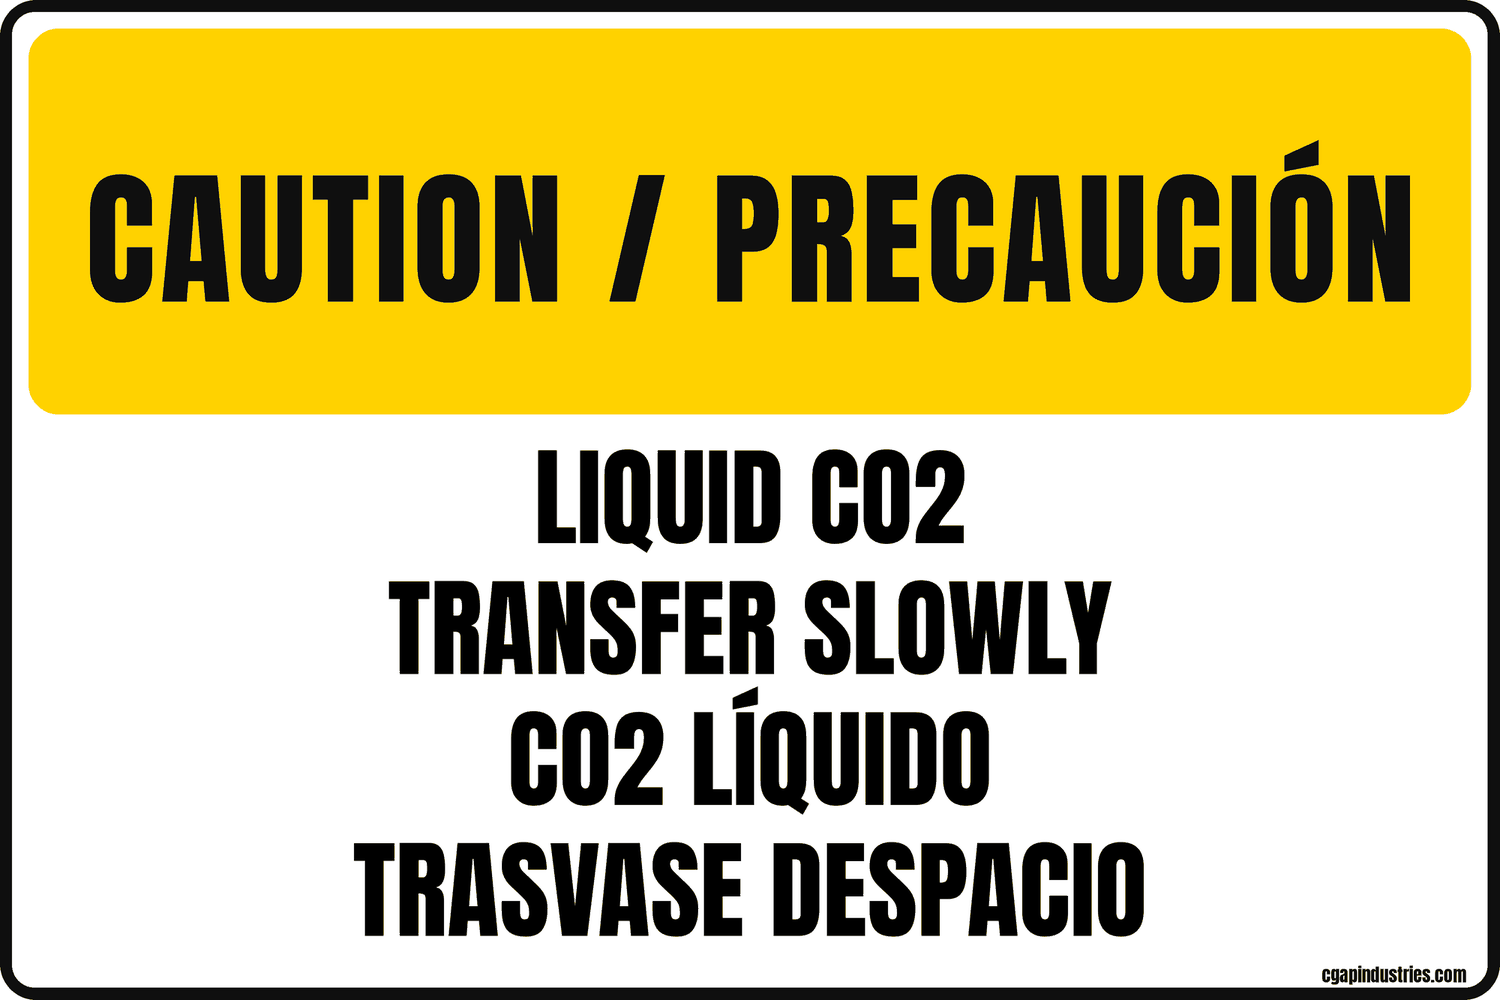 CAUTION / PRECAUCIÓN
LIQUID CO2
TRANSFER SLOWLY
CO2 LÍQUIDO
TRASVASE DESPACIO
cgapindustries.com